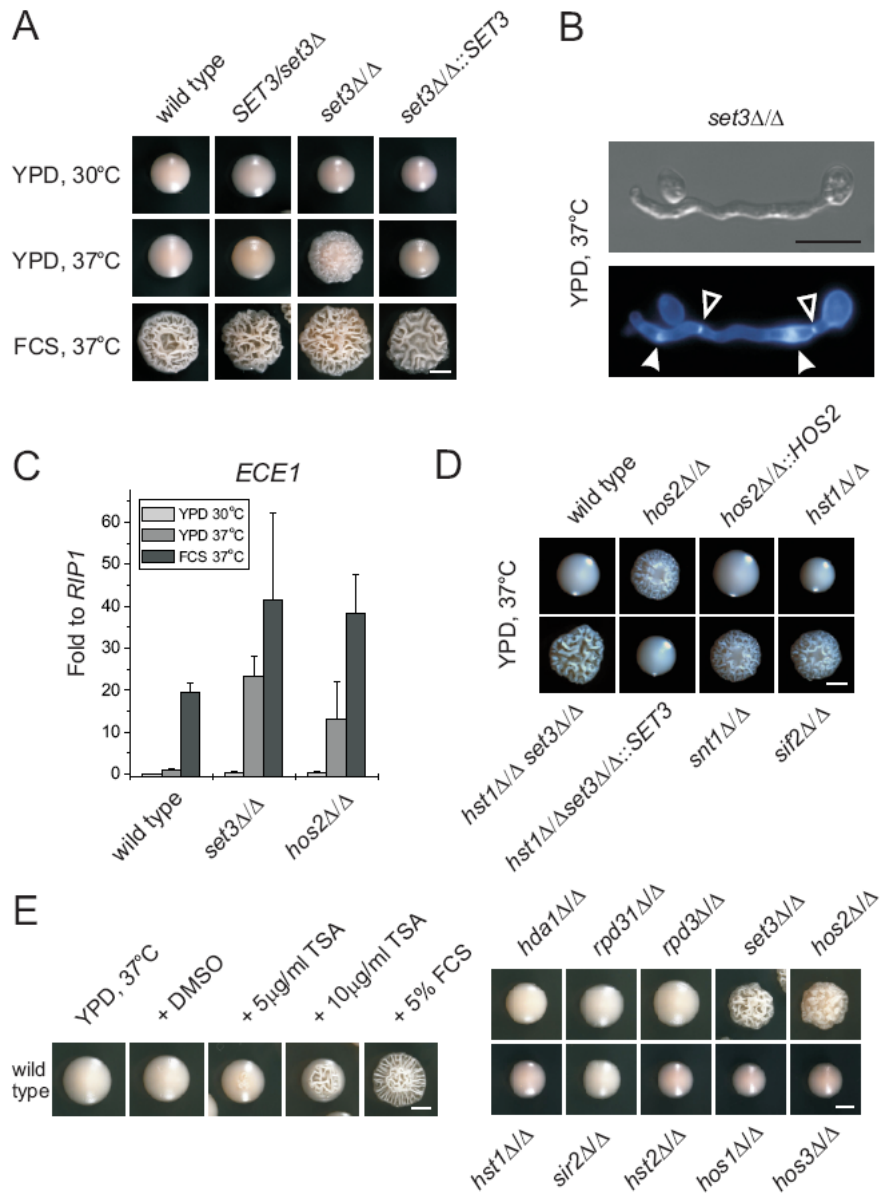 A
wild type
SET3/set3Δ
set3Δ/Δ
set3Δ/Δ::SET3
YPD, 30°C
YPD, 37°C
FCS, 37°C
B
set3Δ/Δ
YPD, 37°C
C
ECE1
YPD 30°C
YPD 37°C
FCS 37°C
Fold to RIP1
60
50
40
30
20
10
0
wild type
set3Δ/Δ
hos2Δ/Δ
D
wild type
hos2Δ/Δ
hos2Δ/Δ::HOS2
hst1Δ/Δ
YPD, 37°C
hst1Δ/Δ set3Δ/Δ
hst1Δ/Δset3Δ/Δ::SET3
snt1Δ/Δ
sif2Δ/Δ
E
YPD, 37°C
+ DMSO
+ 5µg/ml TSA
+ 10µg/ml TSA
+ 5% FCS
wild
type
hda1Δ/Δ
rpd31Δ/Δ
rpd3Δ/Δ
set3Δ/Δ
hos2Δ/Δ
hst1Δ/Δ
sir2Δ/Δ
hst2Δ/Δ
hos1Δ/Δ
hos3Δ/Δ